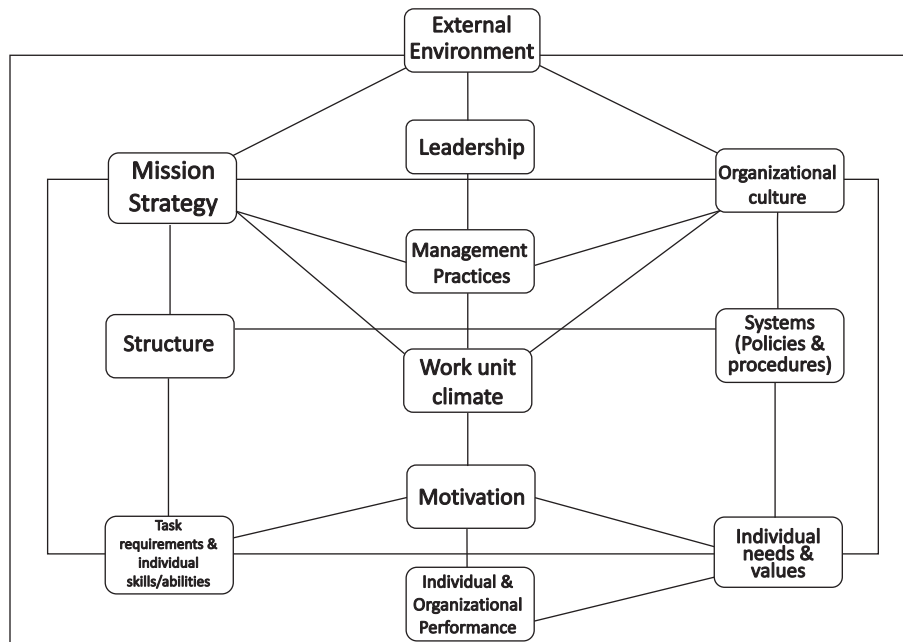 External
Environment
Leadership
Mission
Strategy
Organizational
culture
Management
Practices
Structure
Systems
(Policies &
procedures)
Work unit
climate
Motivation
Task
requirements &
individual
skills/abilities
Individual
needs &
values
Individual &
Organizational
Performance